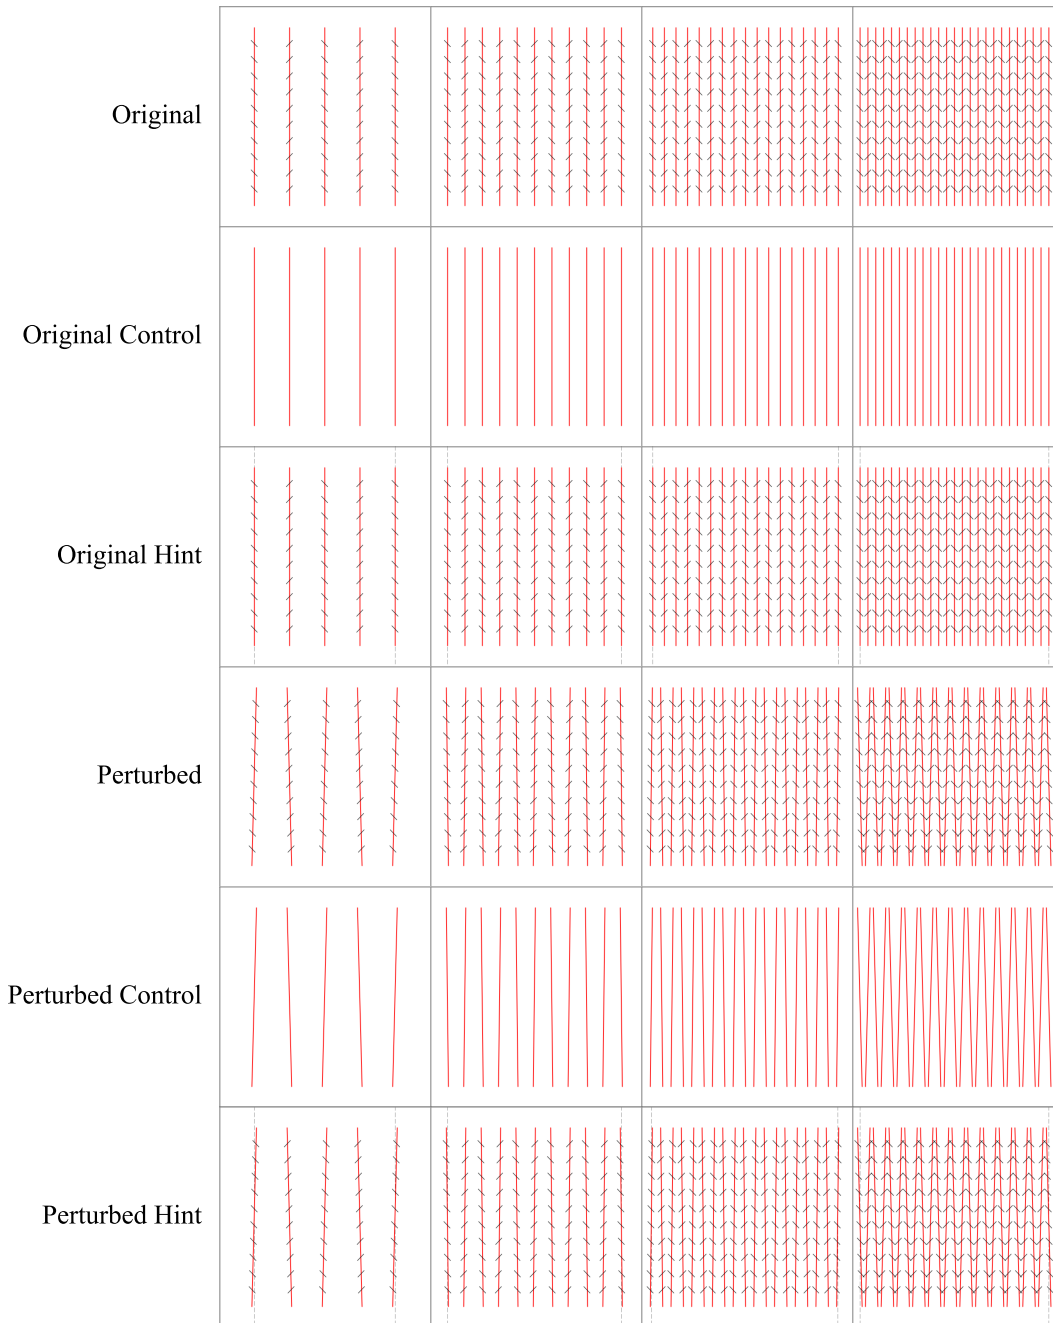 Original
Original Control
Original Hint
Perturbed
Perturbed Control
Perturbed Hint